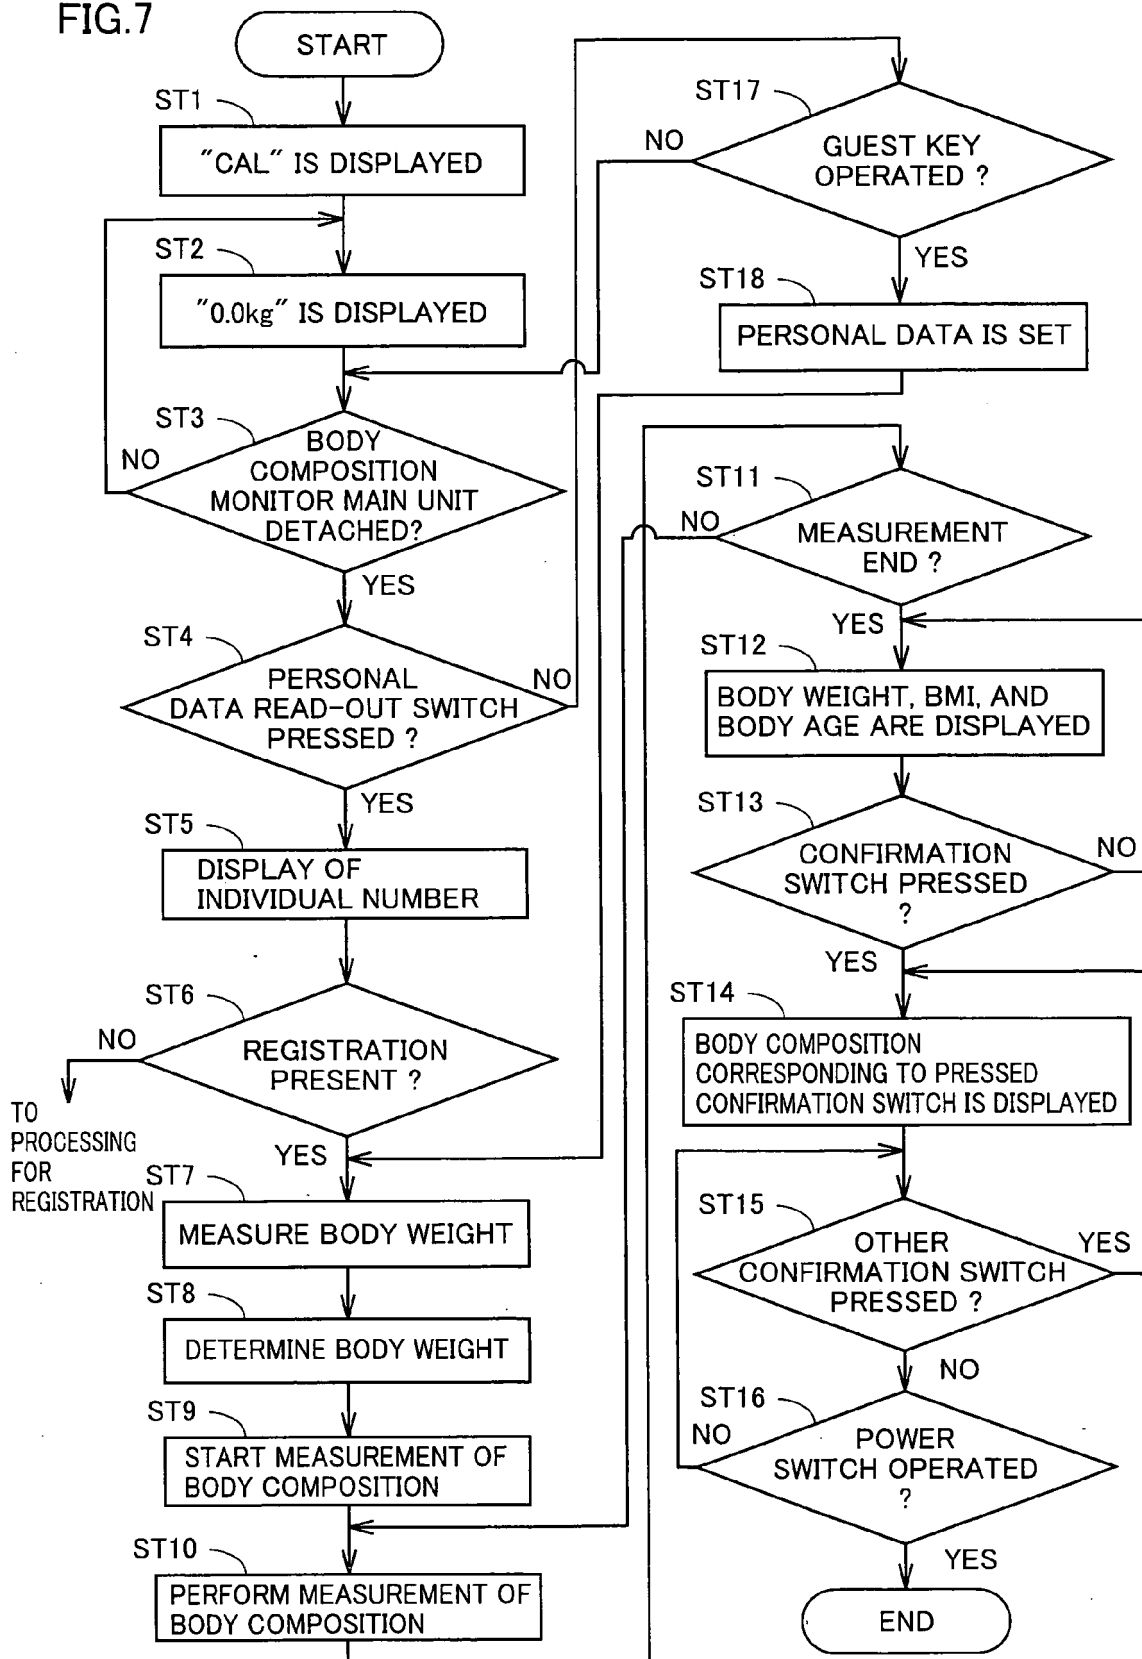 FIG.7
START
ST1
"CAL" IS DISPLAYED
ST2
"0.0kg" IS DISPLAYED
ST3
BODY
COMPOSITION
MONITOR MAIN UNIT
DETACHED?
NO
YES
ST4
PERSONAL
DATA READ-OUT SWITCH
PRESSED ?
NO
YES
ST5
DISPLAY OF
INDIVIDUAL NUMBER
ST6
REGISTRATION
PRESENT ?
NO
TO
PROCESSING
FOR
REGISTRATION
YES
ST7
MEASURE BODY WEIGHT
ST8
DETERMINE BODY WEIGHT
ST9
START MEASUREMENT OF
BODY COMPOSITION
ST10
PERFORM MEASUREMENT OF
BODY COMPOSITION
ST17
GUEST KEY
OPERATED ?
NO
YES
ST18
PERSONAL DATA IS SET
ST11
MEASUREMENT
END ?
NO
YES
ST12
BODY WEIGHT, BMI, AND
BODY AGE ARE DISPLAYED
ST13
CONFIRMATION
SWITCH PRESSED
?
NO
YES
ST14
BODY COMPOSITION
CORRESPONDING TO PRESSED
CONFIRMATION SWITCH IS DISPLAYED
ST15
OTHER
CONFIRMATION SWITCH
PRESSED ?
YES
NO
ST16
POWER
SWITCH OPERATED
?
NO
YES
END